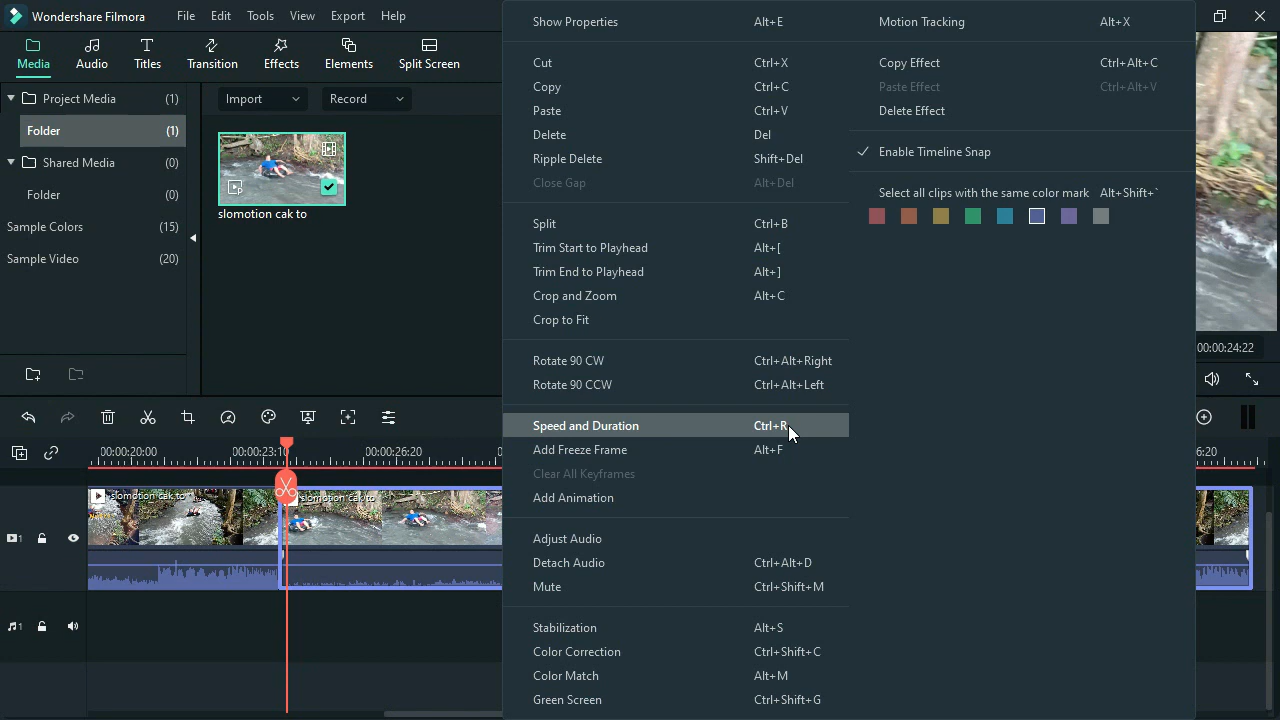 Wondershare Filmora
File Edit Tools View Export Help
Media Audio Titles Transition Effects Elements Split Screen
Project Media (1)
Folder (1)
Shared Media (0)
Folder (0)
Sample Colors (15)
Sample Video (20)
Import
Record
slomotion cak to
Show Properties Alt+E
Cut Ctrl+X
Copy Ctrl+C
Paste Ctrl+V
Delete Del
Ripple Delete Shift+Del
Close Gap Alt+Del
Split Ctrl+B
Trim Start to Playhead Alt+[
Trim End to Playhead Alt+]
Crop and Zoom Alt+C
Crop to Fit
Rotate 90 CW Ctrl+Alt+Right
Rotate 90 CCW Ctrl+Alt+Left
Speed and Duration Ctrl+R
Add Freeze Frame Alt+F
Clear All Keyframes
Add Animation
Adjust Audio
Detach Audio Ctrl+Alt+D
Mute Ctrl+Shift+M
Stabilization Alt+S
Color Correction Ctrl+Shift+C
Color Match Alt+M
Green Screen Ctrl+Shift+G
Motion Tracking Alt+X
Copy Effect Ctrl+Alt+C
Paste Effect Ctrl+Alt+V
Delete Effect
Enable Timeline Snap
Select all clips with the same color mark Alt+Shift+`
00:00:24:22
00:00:20:00 00:00:23:10 00:00:26:20
6:20
slomotion cak to
slomotion cak to
1
1